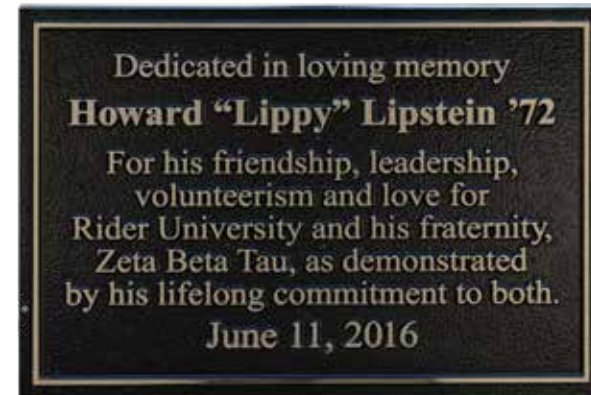 Dedicated in loving memory
Howard “Lippy” Lipstein ’72
For his friendship, leadership,
volunteerism and love for
Rider University and his fraternity,
Zeta Beta Tau, as demonstrated
by his lifelong commitment to both.
June 11, 2016